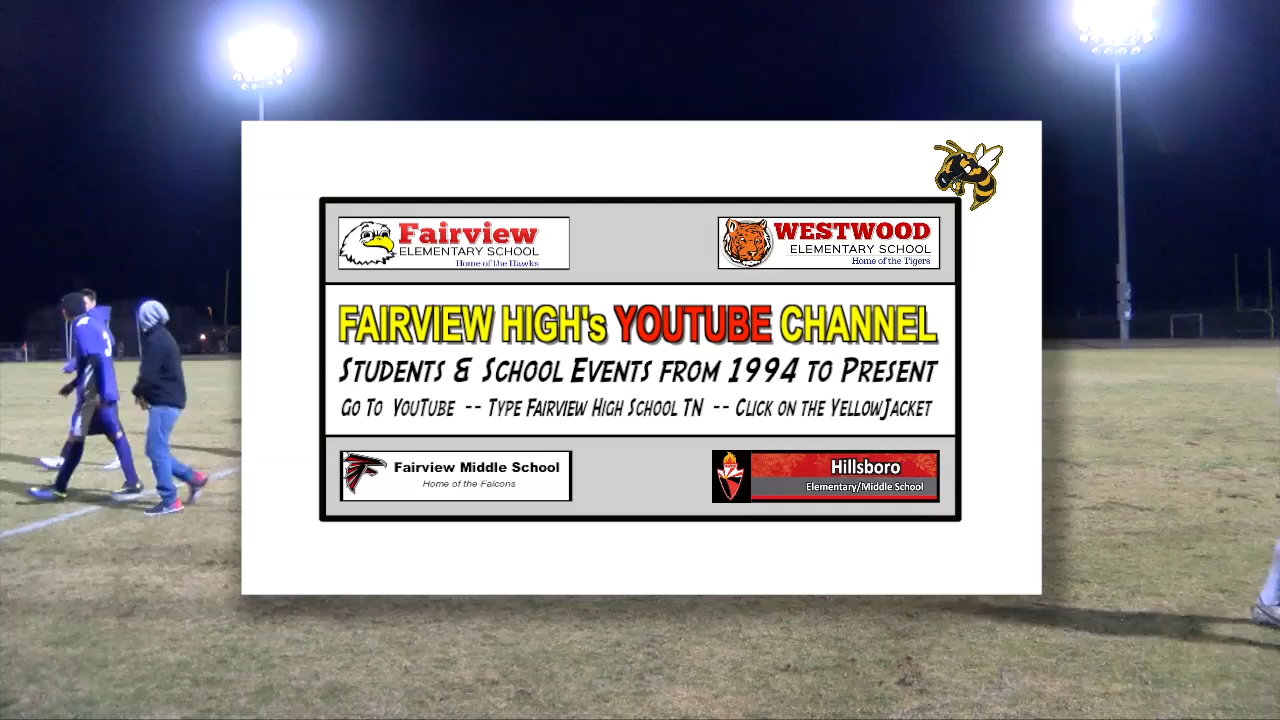 Fairview
ELEMENTARY SCHOOL
Home of the Hawks
WESTWOOD
ELEMENTARY SCHOOL
Home of the Tigers
FAIRVIEW HIGH's YOUTUBE CHANNEL
STUDENTS & SCHOOL EVENTS FROM 1994 TO PRESENT
GO TO YOUTUBE -- TYPE FAIRVIEW HIGH SCHOOL TN -- CLICK ON THE YELLOWJACKET
Fairview Middle School
Home of the Falcons
Hillsboro
Elementary/Middle School